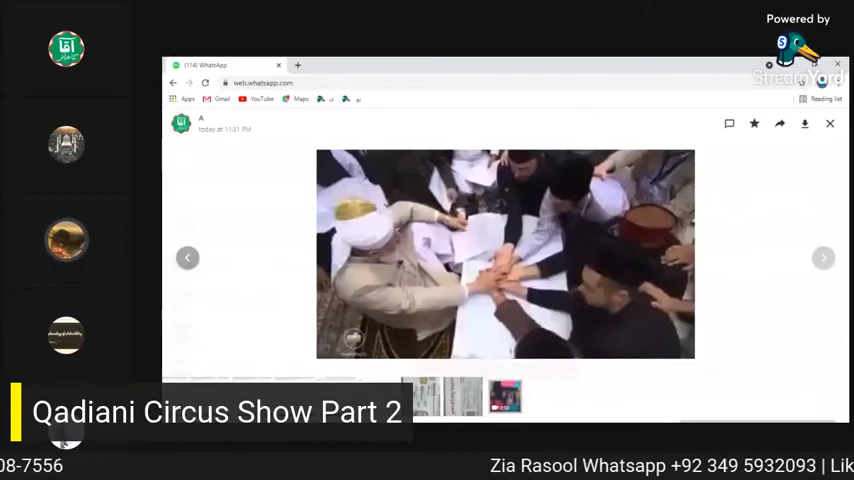 Powered by
StreamYard
(114) WhatsApp
web.whatsapp.com
Apps
Gmail
YouTube
Maps
Reading list
A
today at 11:31 PM
Qadiani Circus Show Part 2
08-7556
Zia Rasool Whatsapp +92 349 5932093 | Lik